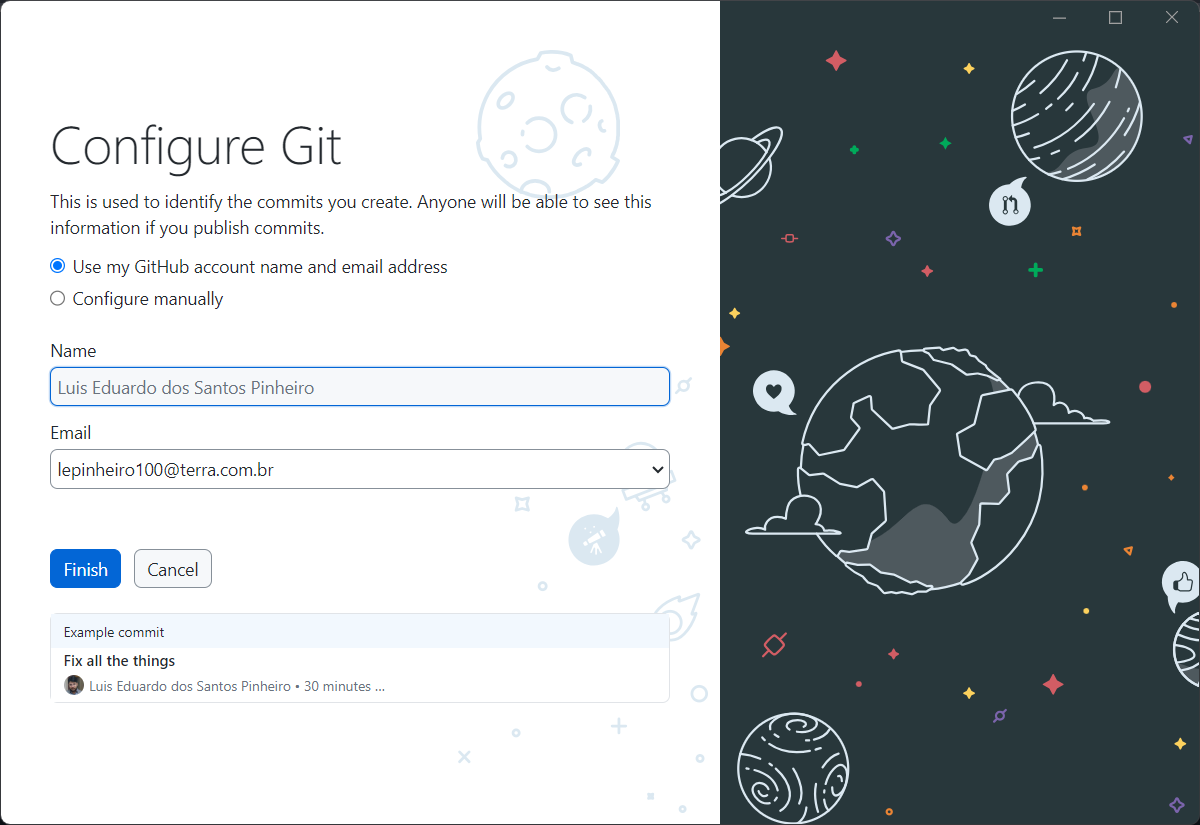 Configure Git
This is used to identify the commits you create. Anyone will be able to see this
information if you publish commits.
Use my GitHub account name and email address
Configure manually
Name
Luis Eduardo dos Santos Pinheiro
Email
lepinheiro100@terra.com.br
Finish
Cancel
Example commit
Fix all the things
Luis Eduardo dos Santos Pinheiro • 30 minutes ...